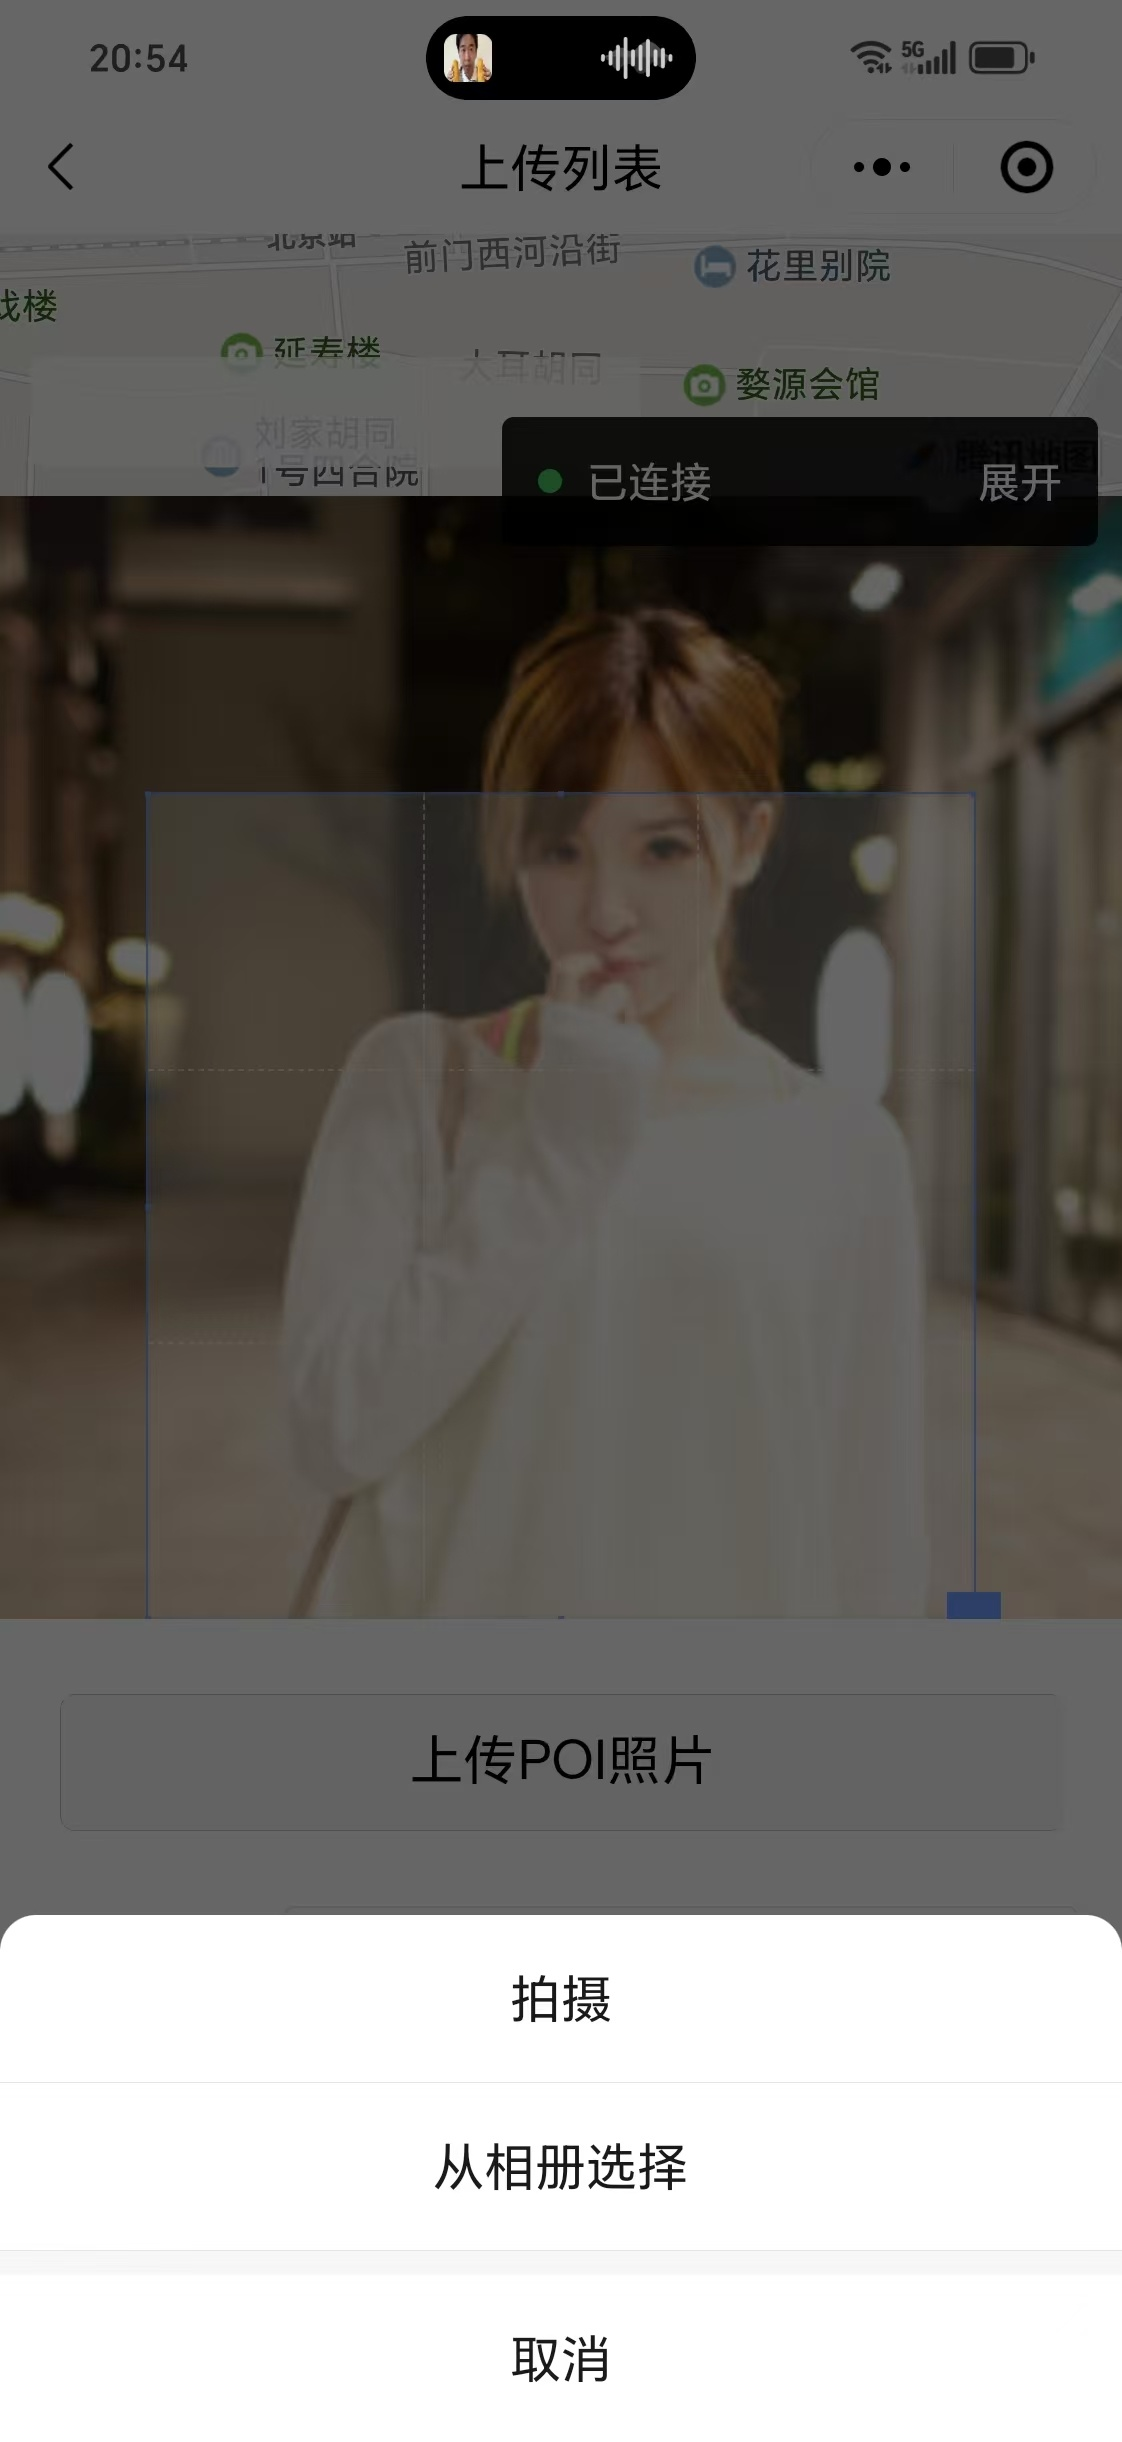 20:54
5G
上传列表
北京站
前门西河沿街
花里别院
戏楼
延寿楼
大耳胡同
婺源会馆
刘家胡同
1号四合院
腾讯地图
已连接
展开
上传POI照片
拍摄
从相册选择
取消